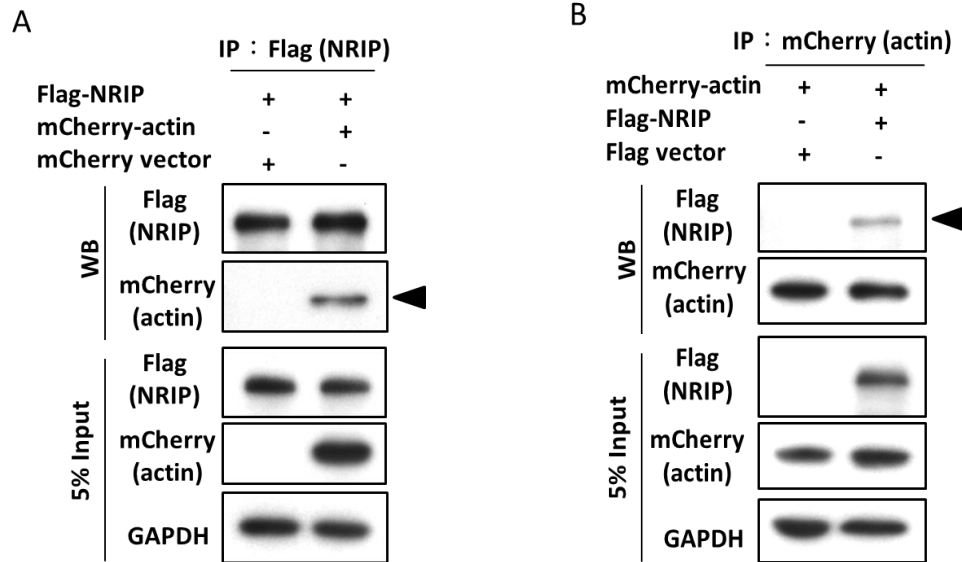 A
IP : Flag (NRIP)
Flag-NRIP + +
mCherry-actin - +
mCherry vector + -
WB
Flag
(NRIP)
mCherry
(actin)
5% Input
Flag
(NRIP)
mCherry
(actin)
GAPDH
B
IP : mCherry (actin)
mCherry-actin + +
Flag-NRIP - +
Flag vector + -
WB
Flag
(NRIP)
mCherry
(actin)
5% Input
Flag
(NRIP)
mCherry
(actin)
GAPDH